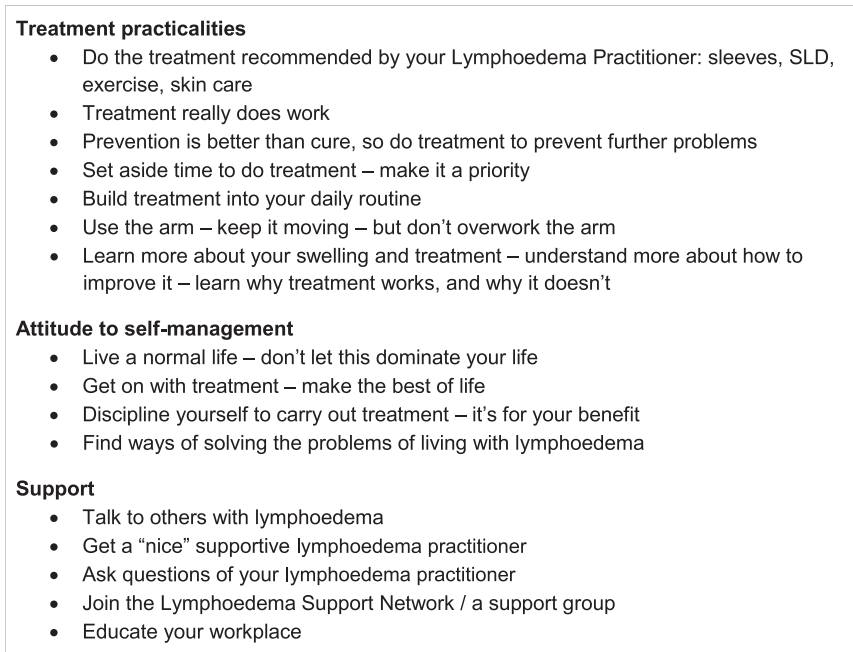 Treatment practicalities
• Do the treatment recommended by your Lymphoedema Practitioner: sleeves, SLD,
exercise, skin care
• Treatment really does work
• Prevention is better than cure, so do treatment to prevent further problems
• Set aside time to do treatment – make it a priority
• Build treatment into your daily routine
• Use the arm – keep it moving – but don’t overwork the arm
• Learn more about your swelling and treatment – understand more about how to
improve it – learn why treatment works, and why it doesn’t
Attitude to self-management
• Live a normal life – don’t let this dominate your life
• Get on with treatment – make the best of life
• Discipline yourself to carry out treatment – it’s for your benefit
• Find ways of solving the problems of living with lymphoedema
Support
• Talk to others with lymphoedema
• Get a “nice” supportive lymphoedema practitioner
• Ask questions of your lymphoedema practitioner
• Join the Lymphoedema Support Network / a support group
• Educate your workplace